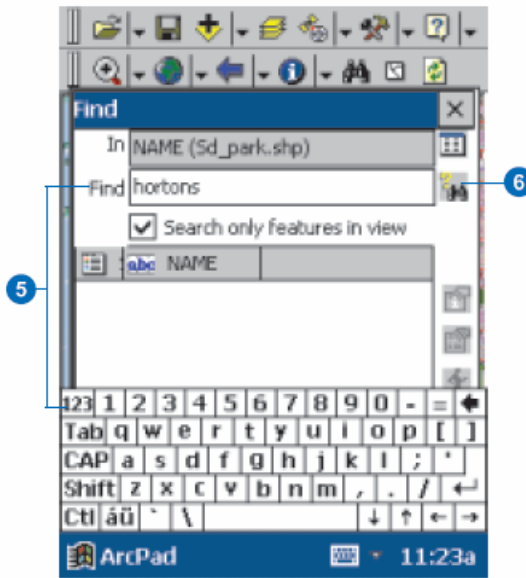 Find
In NAME (Sd_park.shp)
Find hortons
Search only features in view
abc NAME
5
6
123 1 2 3 4 5 6 7 8 9 0 - =
Tab q w e r t y u i o p [ ]
CAP a s d f g h j k l ; '
Shift z x c v b n m , . /
Ctl áü ` \
ArcPad 11:23a